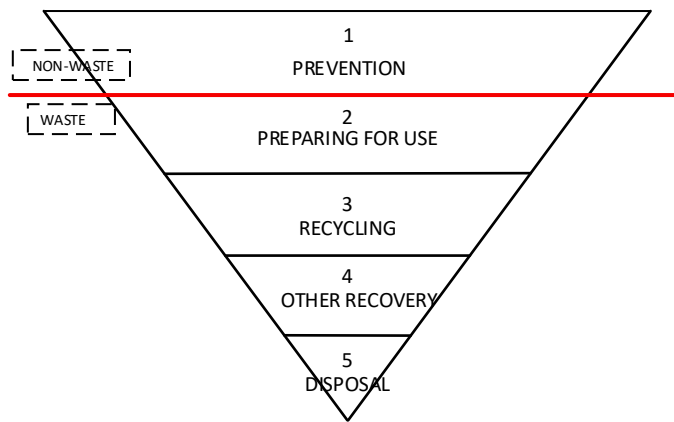 1
PREVENTION
NON-WASTE
WASTE
2
PREPARING FOR USE
3
RECYCLING
4
OTHER RECOVERY
5
DISPOSAL